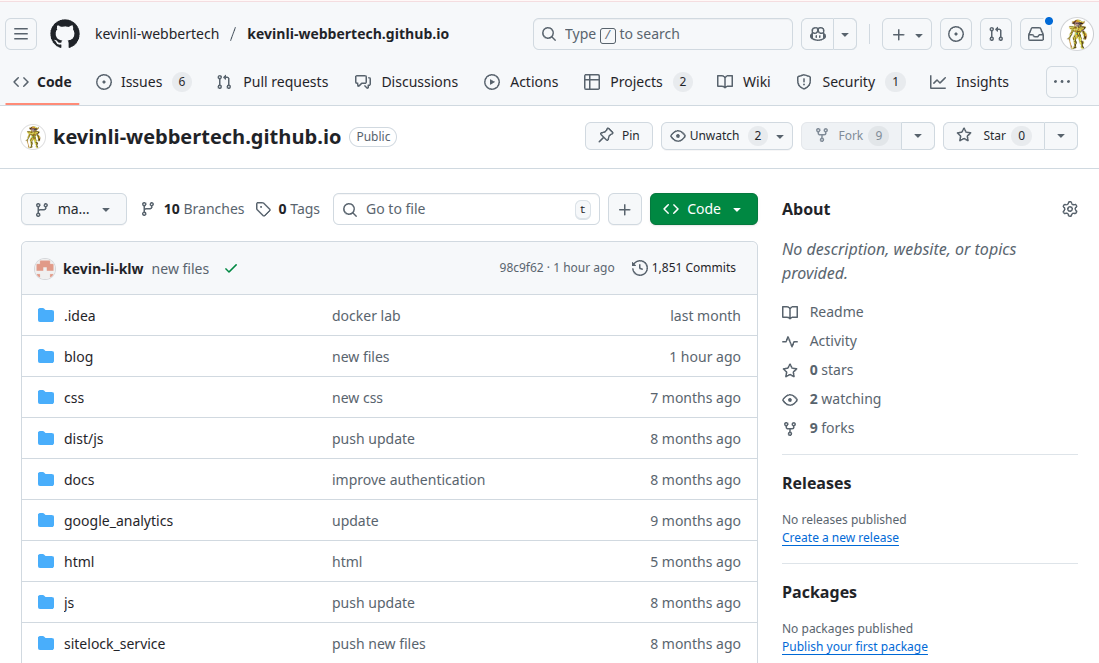 kevinli-webbertech / kevinli-webbertech.github.io Type / to search
Code Issues 6 Pull requests Discussions Actions Projects 2 Wiki Security 1 Insights
kevinli-webbertech.github.io Public Pin Unwatch 2 Fork 9 Star 0
ma... 10 Branches 0 Tags Go to file t + Code
kevin-li-klw new files 98c9f62 · 1 hour ago 1,851 Commits
.idea docker lab last month
blog new files 1 hour ago
css new css 7 months ago
dist/js push update 8 months ago
docs improve authentication 8 months ago
google_analytics update 9 months ago
html html 5 months ago
js push update 8 months ago
sitelock_service push new files 8 months ago
About
No description, website, or topics
provided.
Readme
Activity
0 stars
2 watching
9 forks
Releases
No releases published
Create a new release
Packages
No packages published
Publish your first package